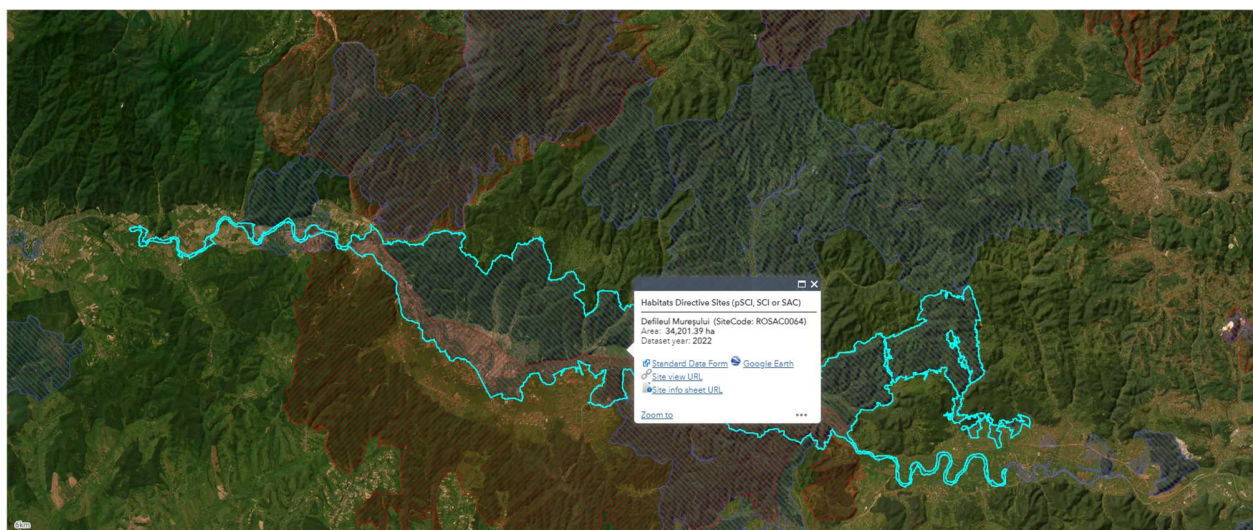 Habitats Directive Sites (pSCI, SCI or SAC)
Defileul Mureșului (SiteCode: ROSAC0064)
Area: 34,201.39 ha
Dataset year: 2022
Standard Data Form Google Earth
Site view URL
Site info sheet URL
Zoom to
6km